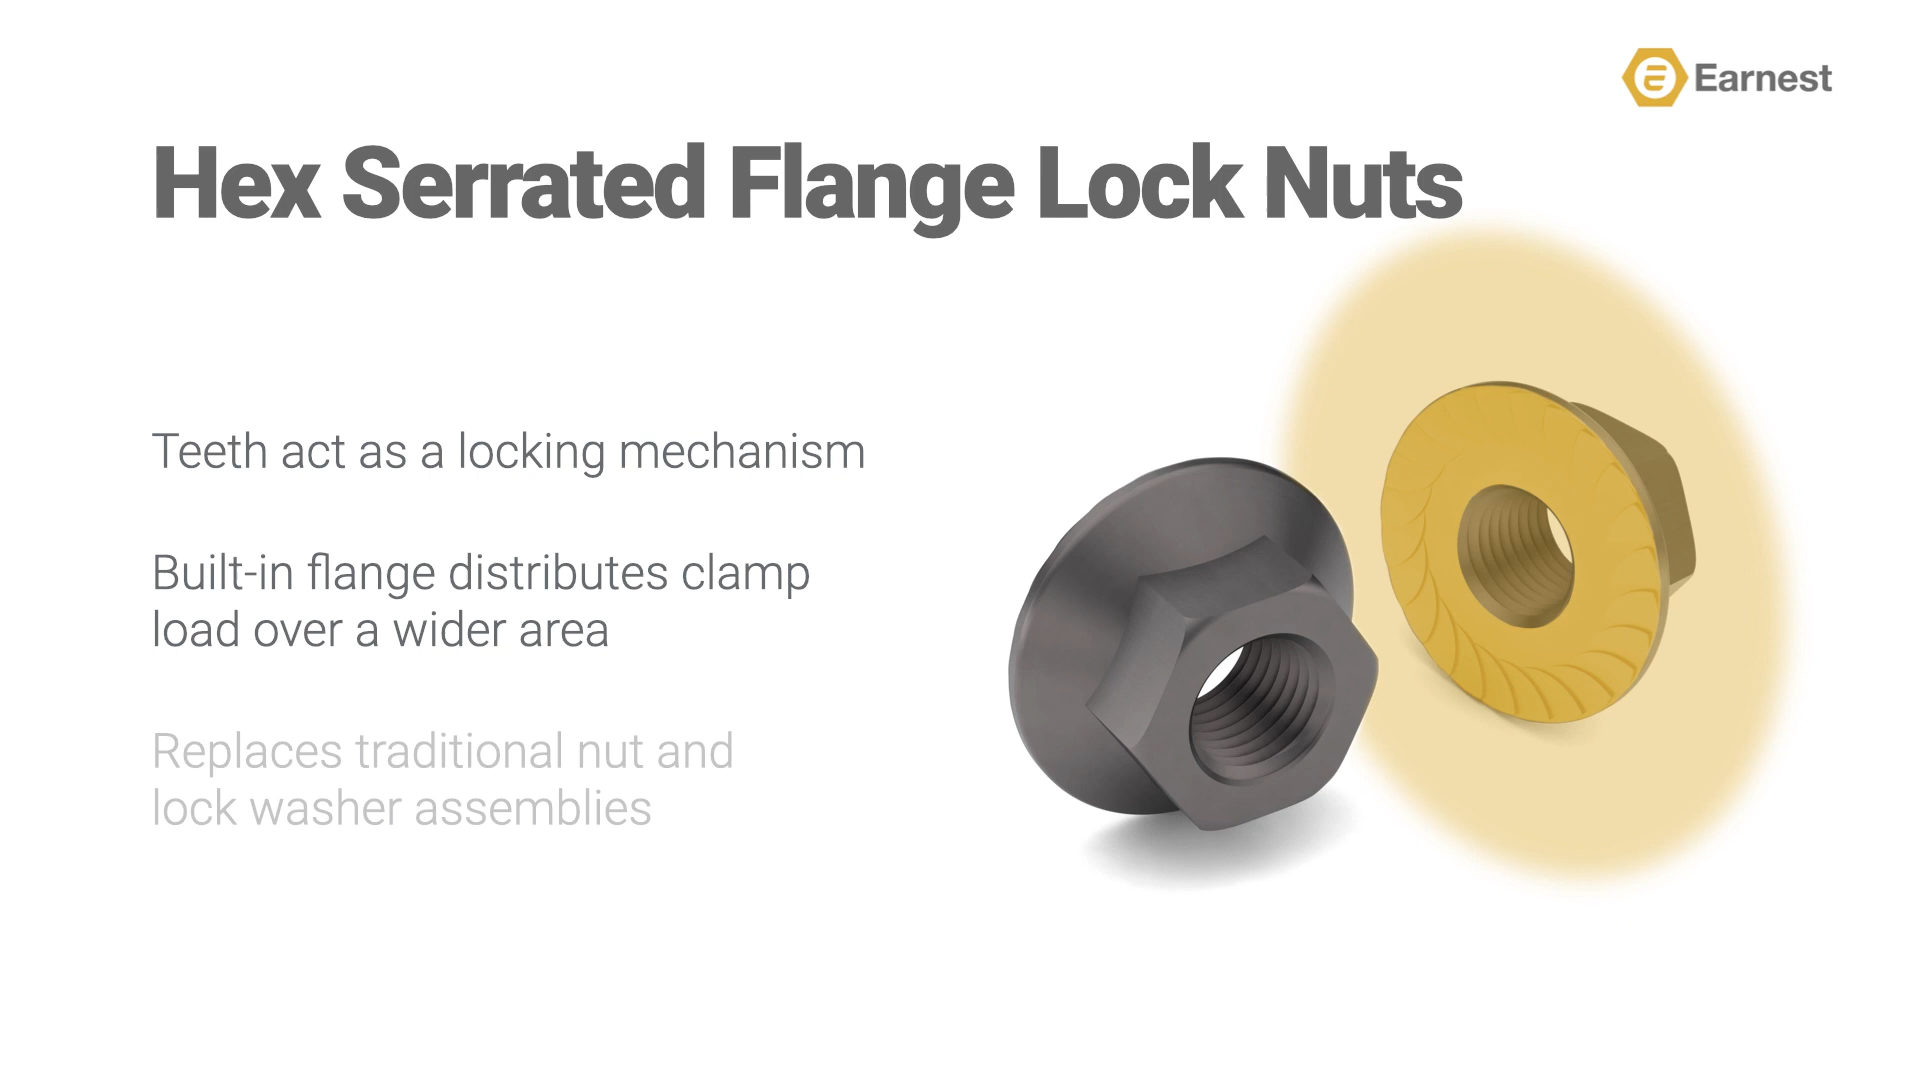 Earnest
Hex Serrated Flange Lock Nuts
Teeth act as a locking mechanism
Built-in flange distributes clamp
load over a wider area
Replaces traditional nut and
lock washer assemblies